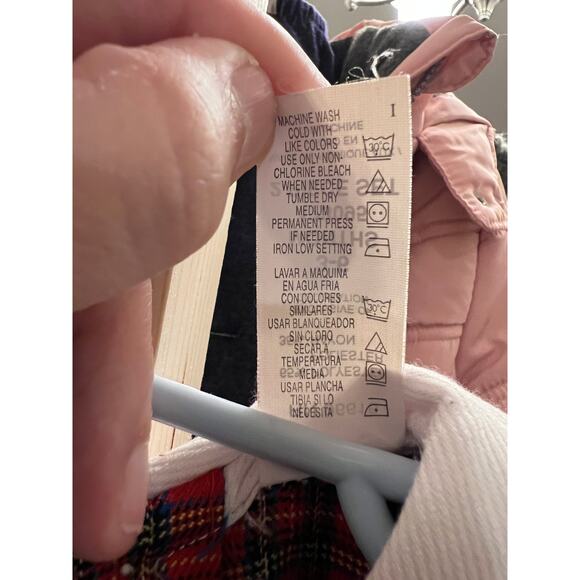 I
MACHINE WASH
COLD WITH
LIKE COLORS
30°C
USE ONLY NON-
CHLORINE BLEACH
WHEN NEEDED
TUMBLE DRY
MEDIUM
PERMANENT PRESS
IF NEEDED
IRON LOW SETTING
LAVAR A MAQUINA
EN AGUA FRIA
CON COLORES
30°C
SIMILARES
USAR BLANQUEADOR
SIN CLORO
SECAR A
TEMPERATURA
MEDIA
USAR PLANCHA
TIBIA SI LO
NECESITA